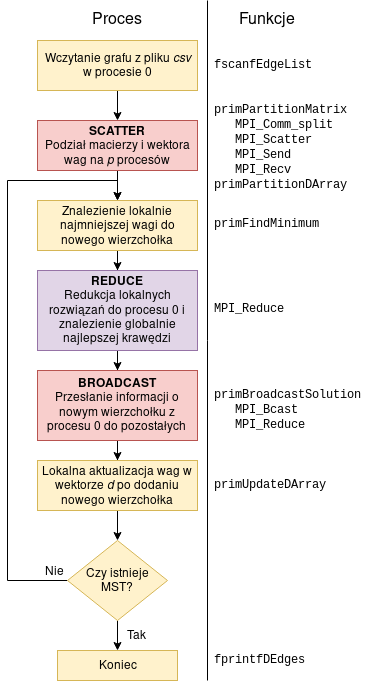 Proces
Funkcje
Wczytanie grafu z pliku csv
w procesie 0
fscanfEdgeList
SCATTER
Podział macierzy i wektora
wag na p procesów
primPartitionMatrix
MPI_Comm_split
MPI_Scatter
MPI_Send
MPI_Recv
primPartitionDArray
Znalezienie lokalnie
najmniejszej wagi do
nowego wierzchołka
primFindMinimum
REDUCE
Redukcja lokalnych
rozwiązań do procesu 0 i
znalezienie globalnie
najlepszej krawędzi
MPI_Reduce
BROADCAST
Przesłanie informacji o
nowym wierzchołku z
procesu 0 do pozostałych
primBroadcastSolution
MPI_Bcast
MPI_Reduce
Lokalna aktualizacja wag w
wektorze d po dodaniu
nowego wierzchołka
primUpdateDArray
Czy istnieje
MST?
Nie
Tak
Koniec
fprintfDEdges